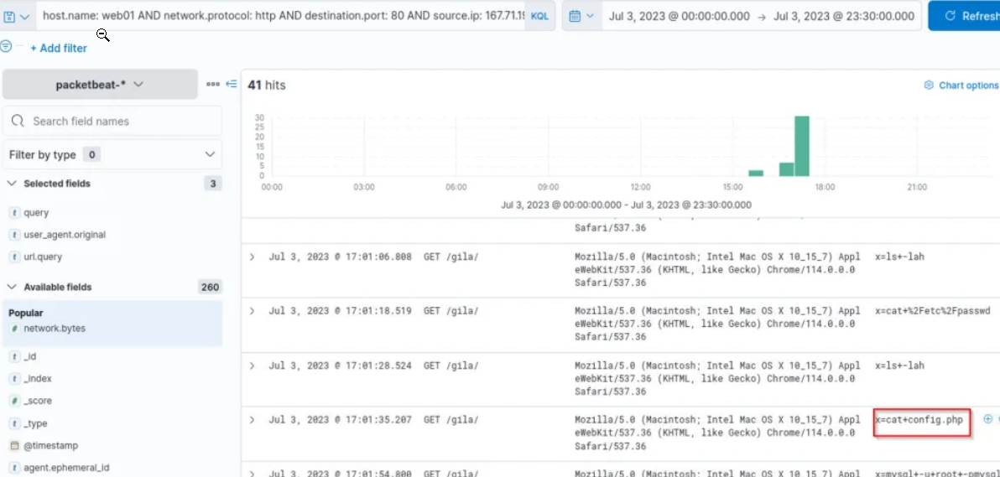 host.name: web01 AND network.protocol: http AND destination.port: 80 AND source.ip: 167.71.19 KQL Jul 3, 2023 @ 00:00:00.000 → Jul 3, 2023 @ 23:30:00.000 Refresh
+ Add filter
packetbeat-*
41 hits
Chart options
Search field names
Filter by type 0
Selected fields 3
t query
t user_agent.original
t url.query
Available fields 260
Popular
# network.bytes
t _id
t _index
# _score
t _type
@timestamp
t agent.ephemeral_id
30
25
20
15
10
5
0
00:00 03:00 06:00 09:00 12:00 15:00 18:00 21:00
Jul 3, 2023 @ 00:00:00.000 - Jul 3, 2023 @ 23:30:00.000
Safari/537.36
Jul 3, 2023 @ 17:01:06.808 GET /gila/ Mozilla/5.0 (Macintosh; Intel Mac OS X 10_15_7) Appl x=ls+-lah
eWebKit/537.36 (KHTML, like Gecko) Chrome/114.0.0.0
Safari/537.36
Jul 3, 2023 @ 17:01:18.519 GET /gila/ Mozilla/5.0 (Macintosh; Intel Mac OS X 10_15_7) Appl x=cat+%2Fetc%2Fpasswd
eWebKit/537.36 (KHTML, like Gecko) Chrome/114.0.0.0
Safari/537.36
Jul 3, 2023 @ 17:01:28.524 GET /gila/ Mozilla/5.0 (Macintosh; Intel Mac OS X 10_15_7) Appl x=ls+-lah
eWebKit/537.36 (KHTML, like Gecko) Chrome/114.0.0.0
Safari/537.36
Jul 3, 2023 @ 17:01:35.207 GET /gila/ Mozilla/5.0 (Macintosh; Intel Mac OS X 10_15_7) Appl x=cat+config.php
eWebKit/537.36 (KHTML, like Gecko) Chrome/114.0.0.0
Safari/537.36
Jul 3, 2023 @ 17:01:54.800 GET /gila/ Mozilla/5.0 (Macintosh; Intel Mac OS X 10_15_7) Appl x=mysql+-u+root+-pmysql